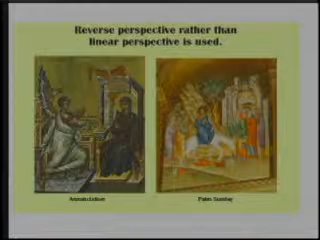 Reverse perspective rather than
linear perspective is used.
Annunciation
Palm Sunday